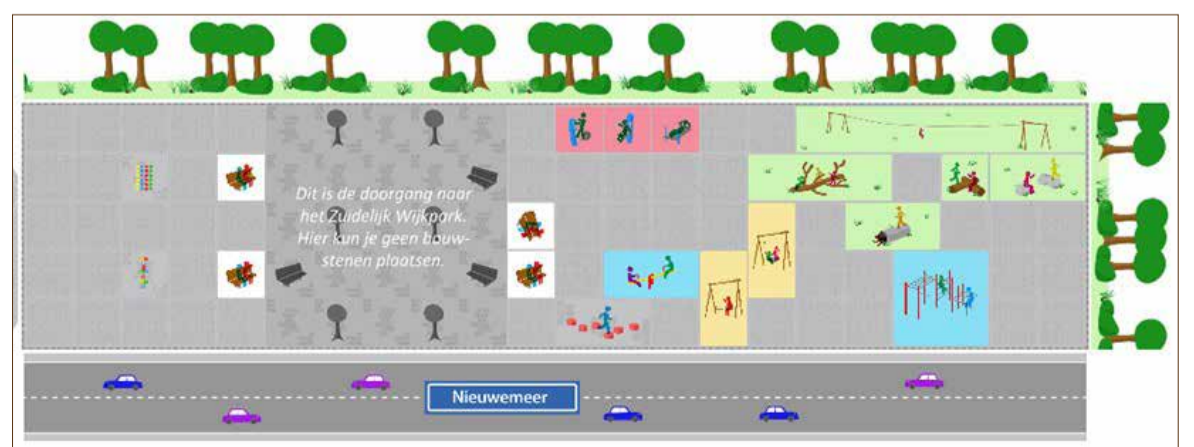 Dit is de doorgang naar
het Zuidelijk Wijkpark.
Hier kun je geen bouw-
stenen plaatsen.
Nieuwemeer